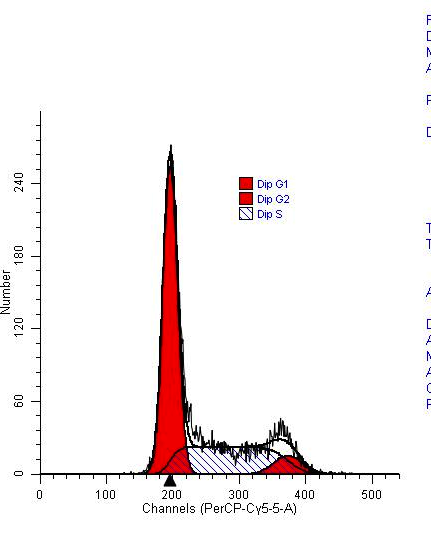 Dip G1
Dip G2
Dip S
Number
240
180
120
60
0
0 100 200 300 400 500
Channels (PerCP-Cγ5-5-A)